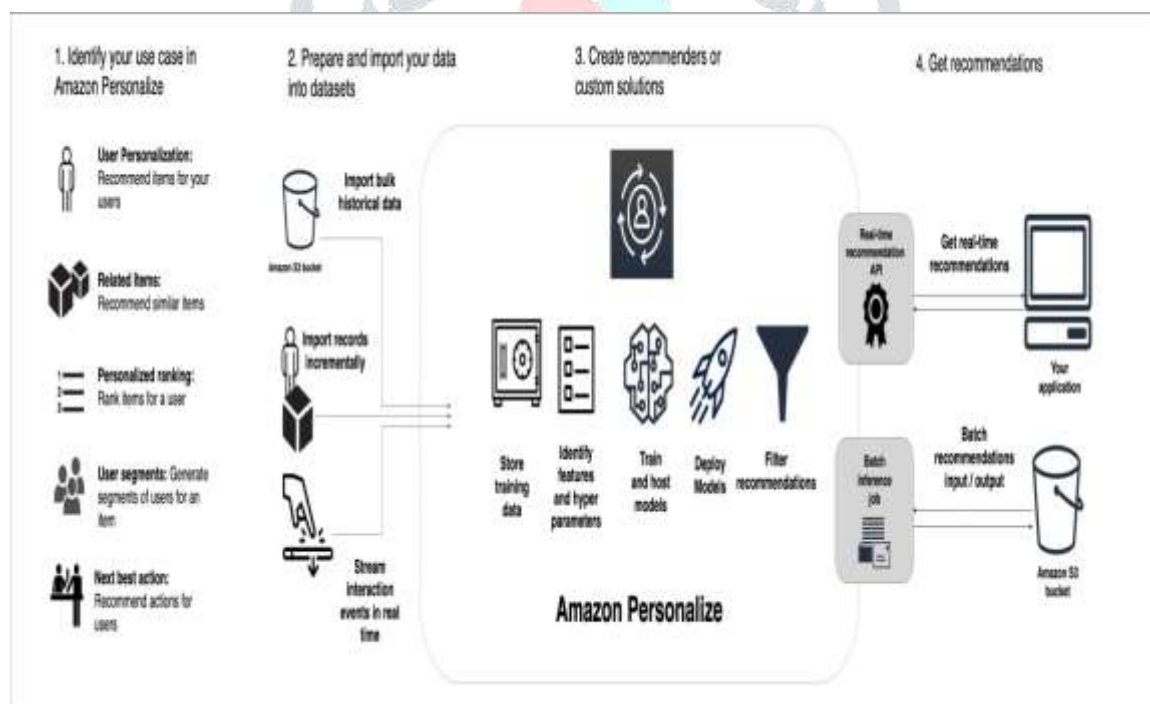 1. Identify your use case in
Amazon Personalize
2. Prepare and import your data
into datasets
3. Create recommenders or
custom solutions
4. Get recommendations
User Personalization:
Recommend items for your
users
Related Items:
Recommend similar items
Personalized ranking:
Rank items for a user
User segments: Generate
segments of users for an
item
Next best action:
Recommend actions for
users
Import bulk
historical data
Amazon S3 bucket
Import records
incrementally
Stream
interaction
events in real
time
Store
training
data
Identify
features
and hyper
parameters
Train
and host
models
Deploy
Models
Filter
recommendations
Amazon Personalize
Real-time
recommendation
API
Get real-time
recommendations
Your
application
Batch
inference
job
Batch
recommendations
input / output
Amazon S3
bucket